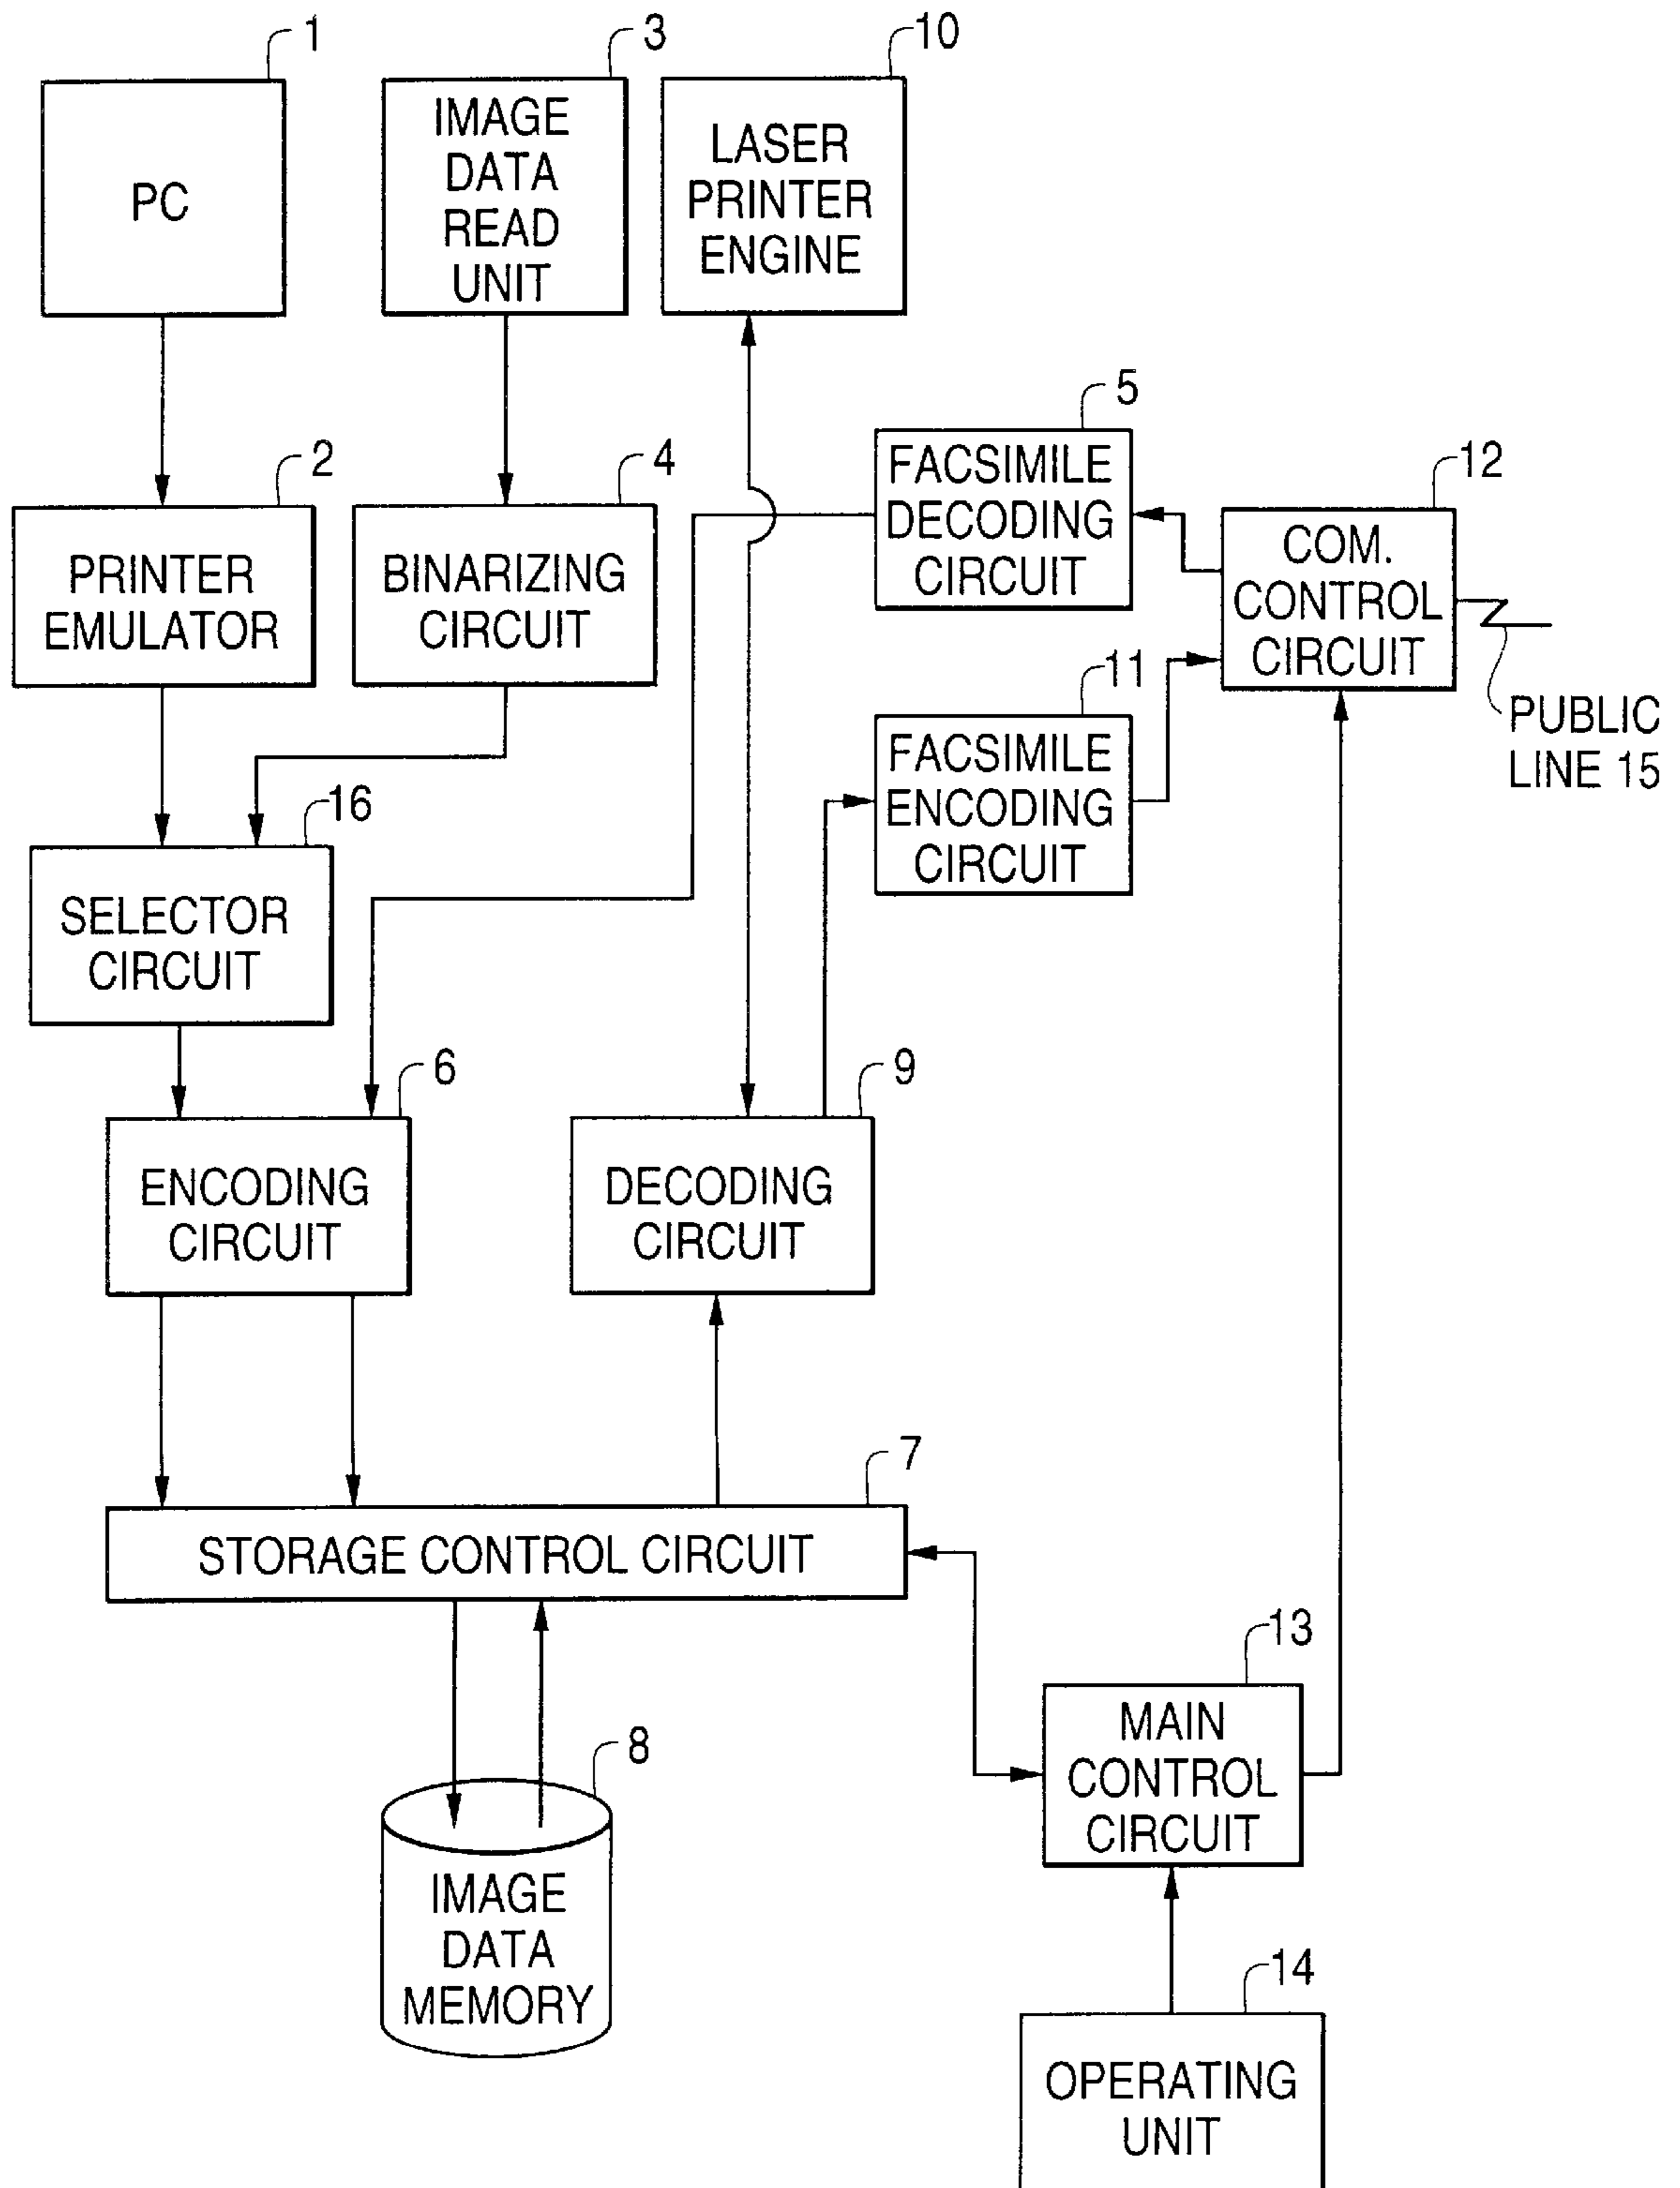 1
3
10
PC
IMAGE
DATA
READ
UNIT
LASER
PRINTER
ENGINE
5
2
4
12
FACSIMILE
DECODING
CIRCUIT
PRINTER
EMULATOR
BINARIZING
CIRCUIT
COM.
CONTROL
CIRCUIT
11
PUBLIC
LINE 15
FACSIMILE
ENCODING
CIRCUIT
16
SELECTOR
CIRCUIT
6
9
ENCODING
CIRCUIT
DECODING
CIRCUIT
7
STORAGE CONTROL CIRCUIT
13
MAIN
CONTROL
CIRCUIT
8
IMAGE
DATA
MEMORY
14
OPERATING
UNIT